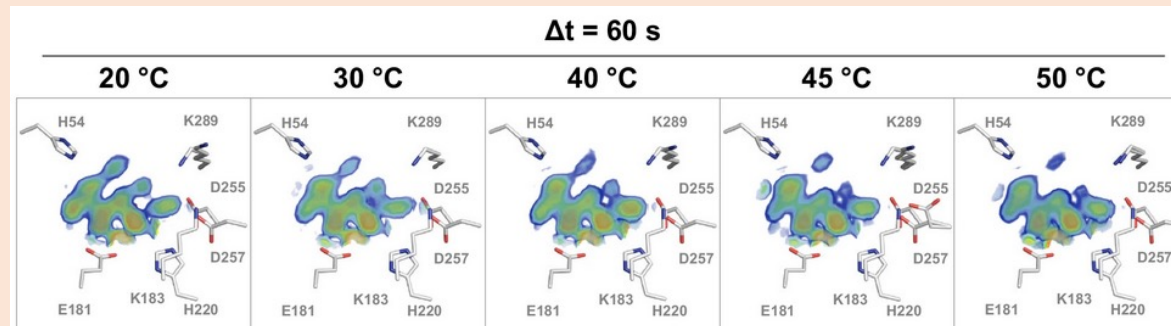 Δt = 60 s
20 °C 30 °C 40 °C 45 °C 50 °C
H54 K289 H54 K289 H54 K289 H54 K289 H54 K289
D255 D255 D255 D255 D255
D257 D257 D257 D257 D257
E181 K183 H220 E181 K183 H220 E181 K183 H220 E181 K183 H220 E181 K183 H220